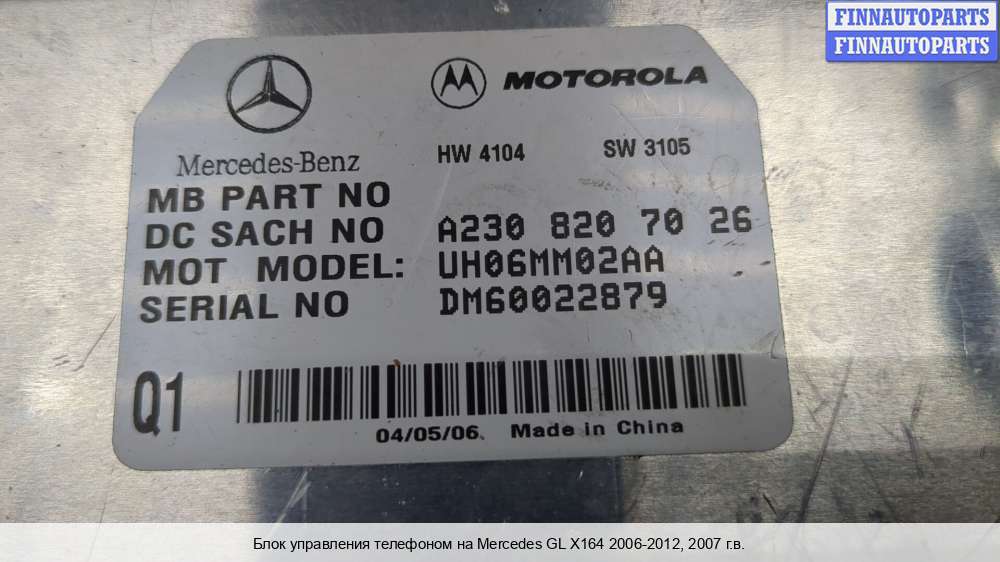 FINNAUTOPARTS
FINNAUTOPARTS
MOTOROLA
Mercedes-Benz
HW 4104 SW 3105
MB PART NO
DC SACH NO A230 820 70 26
MOT MODEL: UH06MM02AA
SERIAL NO DM60022879
Q1
04/05/06. Made in China
Блок управления телефоном на Mercedes GL X164 2006-2012, 2007 г.в.